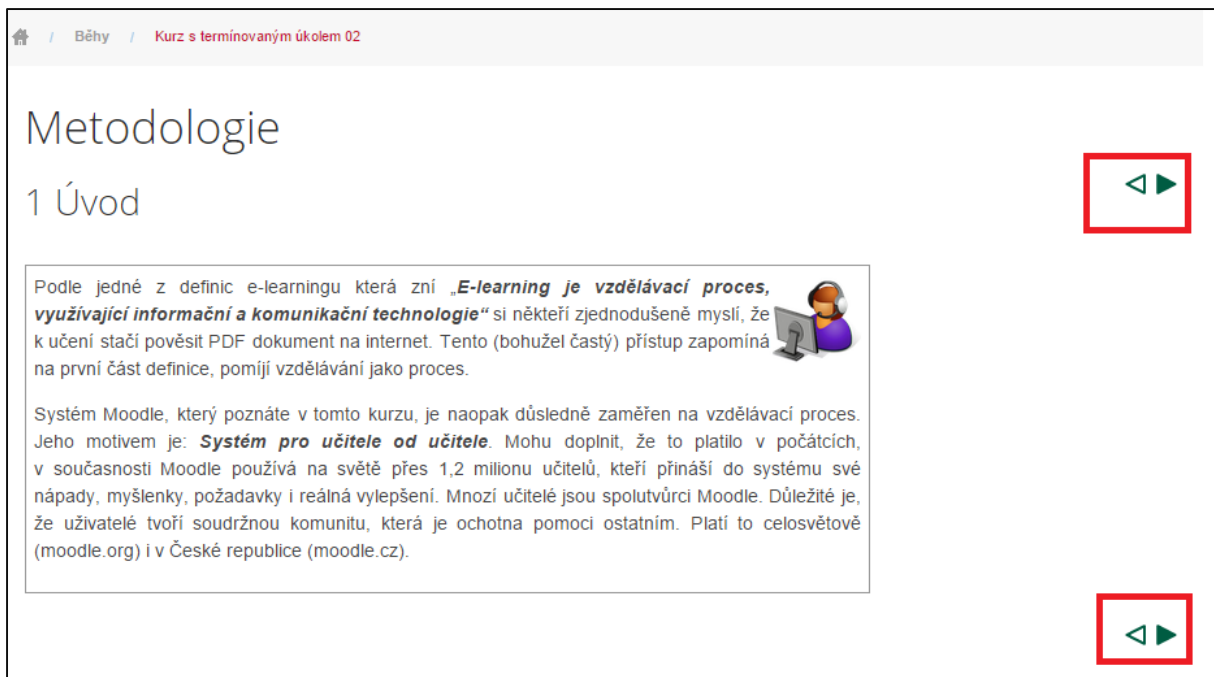 / Běhy / Kurz s termínovaným úkolem 02
Metodologie
1 Úvod
Podle jedné z definic e-learningu která zní „E-learning je vzdělávací proces,
využívající informační a komunikační technologie“ si někteří zjednodušeně myslí, že
k učení stačí pověsit PDF dokument na internet. Tento (bohužel častý) přístup zapomíná
na první část definice, pomíjí vzdělávání jako proces.
Systém Moodle, který poznáte v tomto kurzu, je naopak důsledně zaměřen na vzdělávací proces.
Jeho motivem je: Systém pro učitele od učitele. Mohu doplnit, že to platilo v počátcích,
v současnosti Moodle používá na světě přes 1,2 milionu učitelů, kteří přináší do systému své
nápady, myšlenky, požadavky i reálná vylepšení. Mnozí učitelé jsou spolutvůrci Moodle. Důležité je,
že uživatelé tvoří soudržnou komunitu, která je ochotna pomoci ostatním. Platí to celosvětově
(moodle.org) i v České republice (moodle.cz).